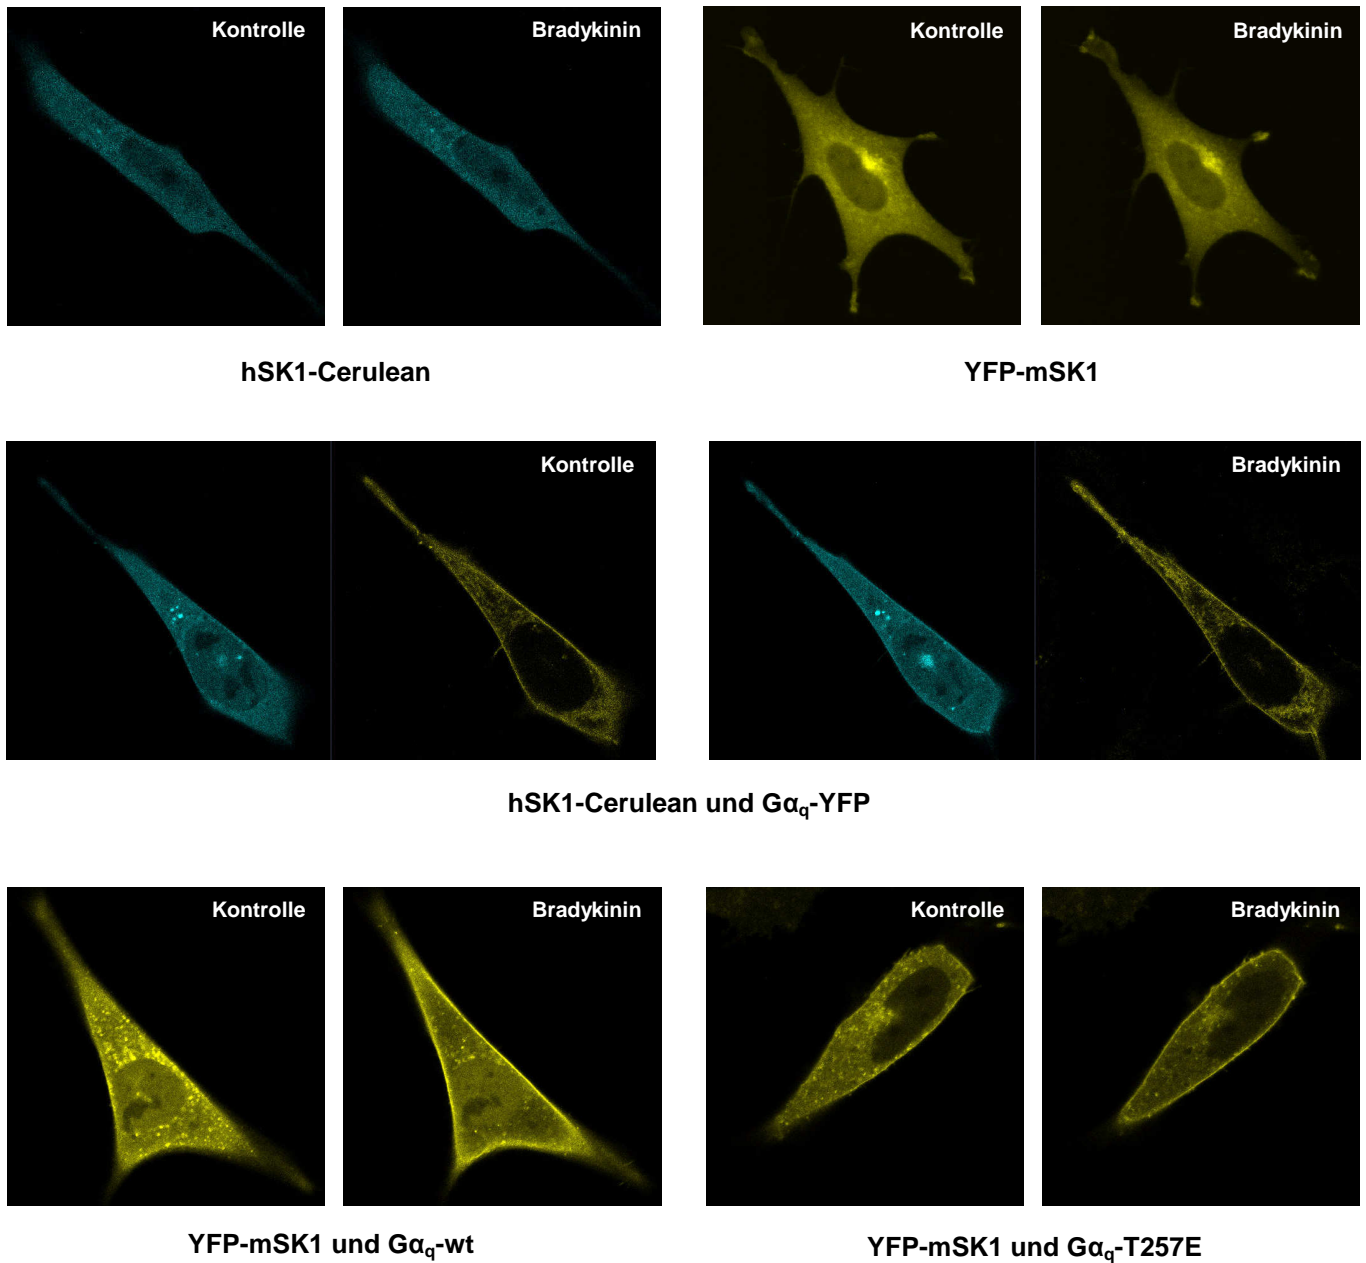 Kontrolle
Bradykinin
Kontrolle
Bradykinin
hSK1-Cerulean
YFP-mSK1
Kontrolle
Bradykinin
hSK1-Cerulean und Gαq-YFP
Kontrolle
Bradykinin
Kontrolle
Bradykinin
YFP-mSK1 und Gαq-wt
YFP-mSK1 und Gαq-T257E